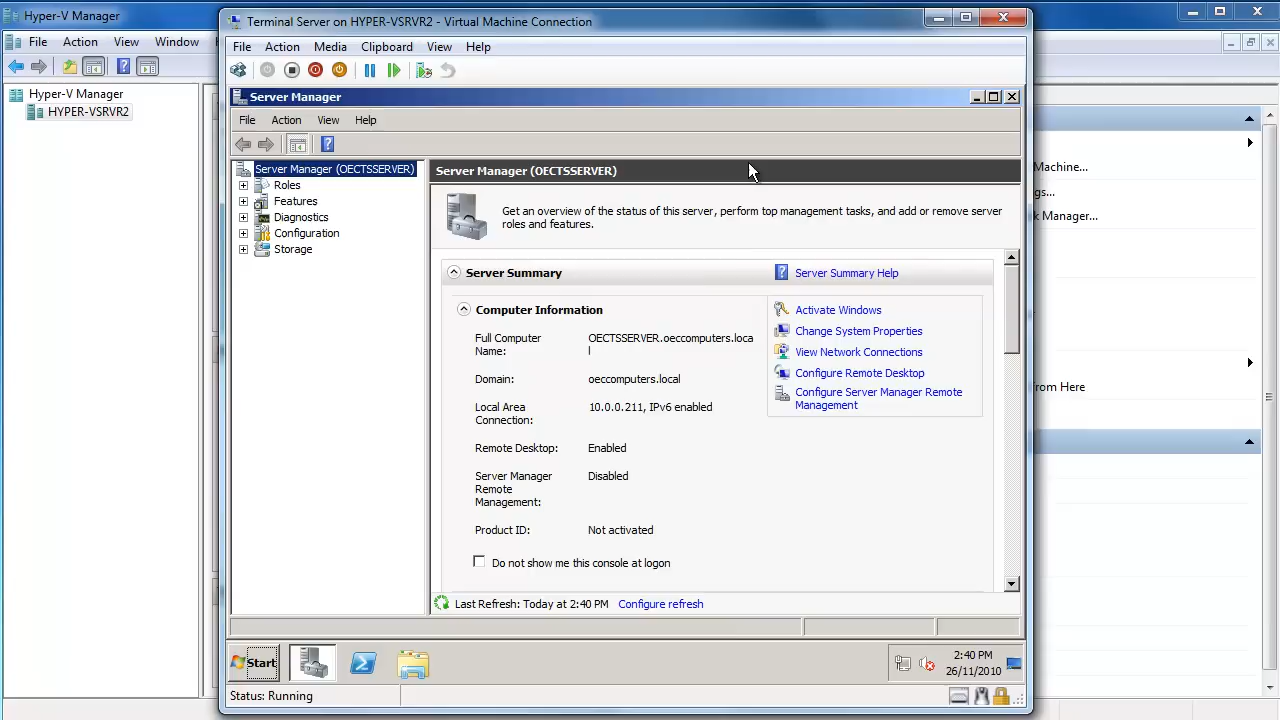 Hyper-V Manager
File Action View Window
Hyper-V Manager
HYPER-VSRVR2
Machine...
gs...
k Manager...
rom Here
Terminal Server on HYPER-VSRVR2 - Virtual Machine Connection
File Action Media Clipboard View Help
Server Manager
File Action View Help
Server Manager (OECTSSERVER)
Roles
Features
Diagnostics
Configuration
Storage
Server Manager (OECTSSERVER)
Get an overview of the status of this server, perform top management tasks, and add or remove server
roles and features.
Server Summary
Server Summary Help
Computer Information
Full Computer
Name:
OECTSSERVER.oeccomputers.loca
l
Domain:
oeccomputers.local
Local Area
Connection:
10.0.0.211, IPv6 enabled
Remote Desktop:
Enabled
Server Manager
Remote
Management:
Disabled
Product ID:
Not activated
Do not show me this console at logon
Activate Windows
Change System Properties
View Network Connections
Configure Remote Desktop
Configure Server Manager Remote
Management
Last Refresh: Today at 2:40 PM Configure refresh
Start
2:40 PM
26/11/2010
Status: Running